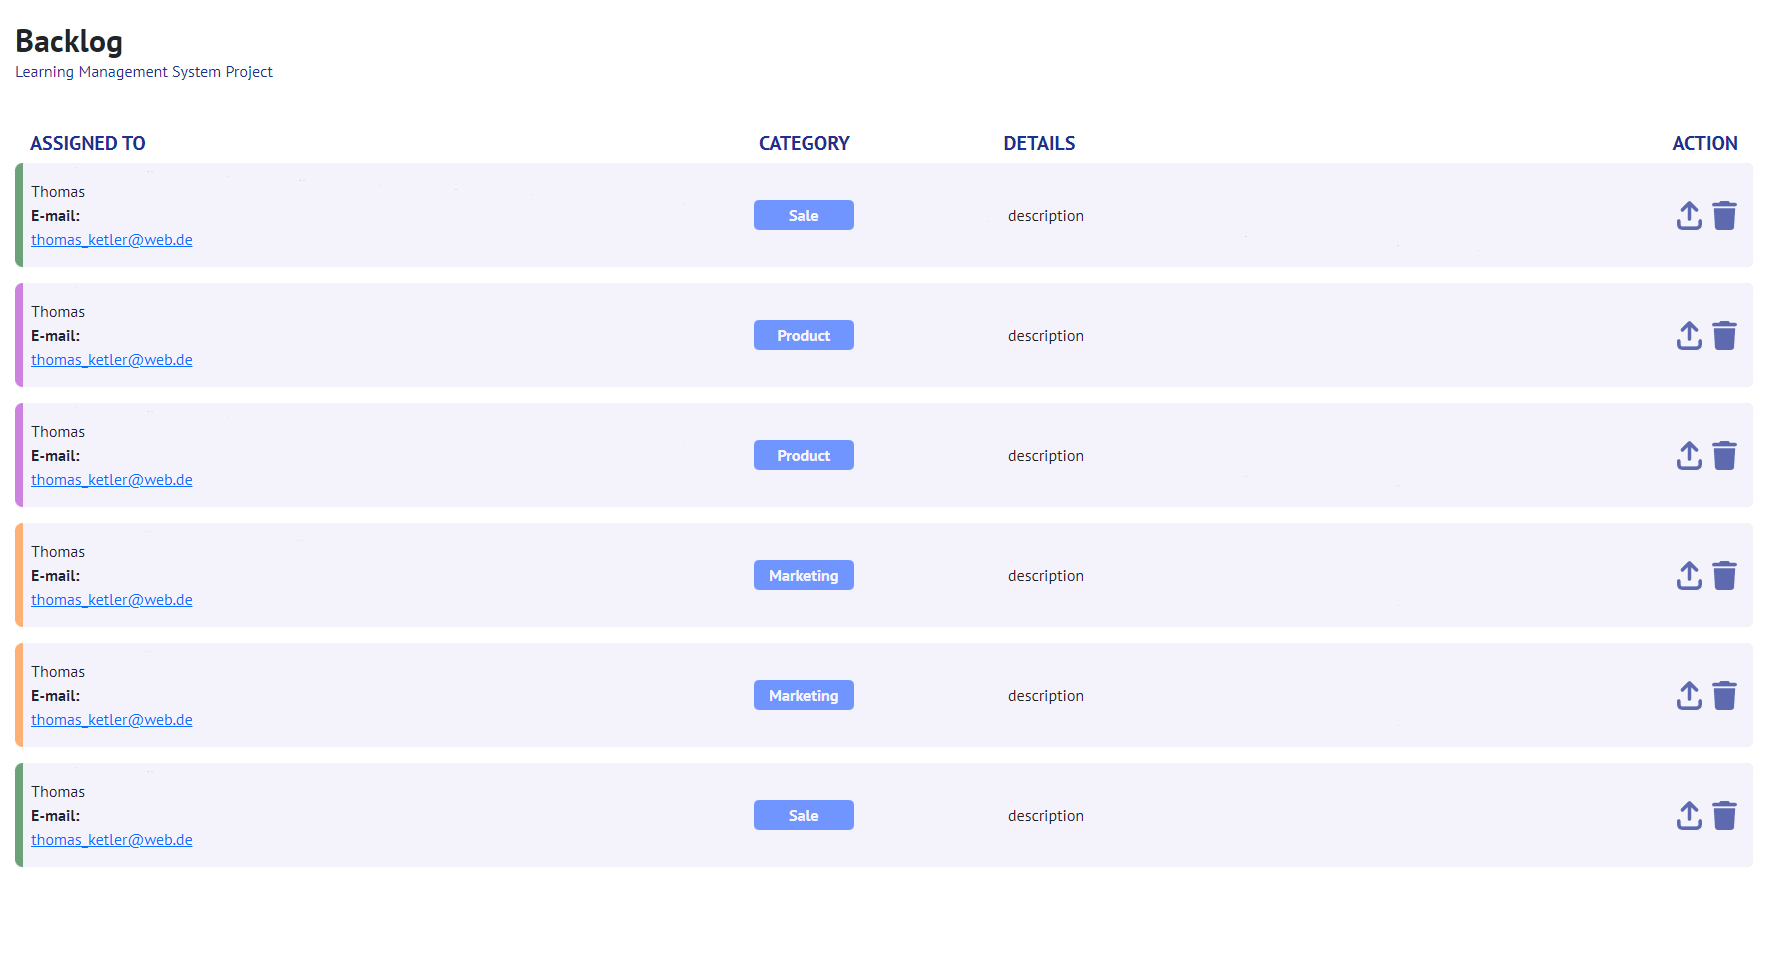 Backlog
Learning Management System Project
ASSIGNED TO CATEGORY DETAILS ACTION
Thomas
E-mail:
thomas_ketler@web.de
Sale
description
Thomas
E-mail:
thomas_ketler@web.de
Product
description
Thomas
E-mail:
thomas_ketler@web.de
Product
description
Thomas
E-mail:
thomas_ketler@web.de
Marketing
description
Thomas
E-mail:
thomas_ketler@web.de
Marketing
description
Thomas
E-mail:
thomas_ketler@web.de
Sale
description